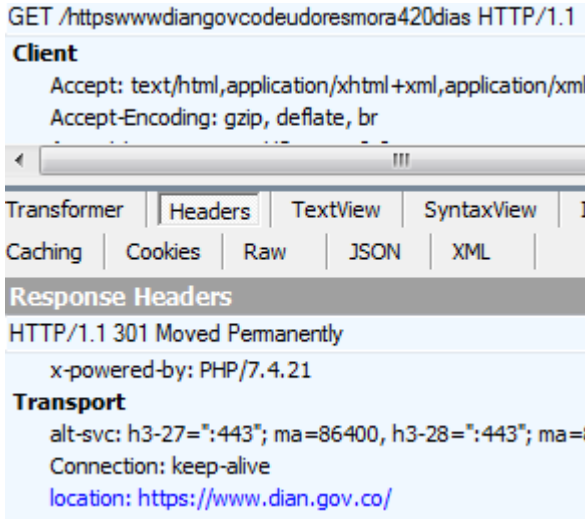 GET /httpswwwdiangovcodeudoresmora420dias HTTP/1.1
Client
Accept: text/html,application/xhtml+xml,application/xml
Accept-Encoding: gzip, deflate, br
Transformer Headers TextView SyntaxView
Caching Cookies Raw JSON XML
Response Headers
HTTP/1.1 301 Moved Permanently
x-powered-by: PHP/7.4.21
Transport
alt-svc: h3-27=":443"; ma=86400, h3-28=":443"; ma=
Connection: keep-alive
location: https://www.dian.gov.co/